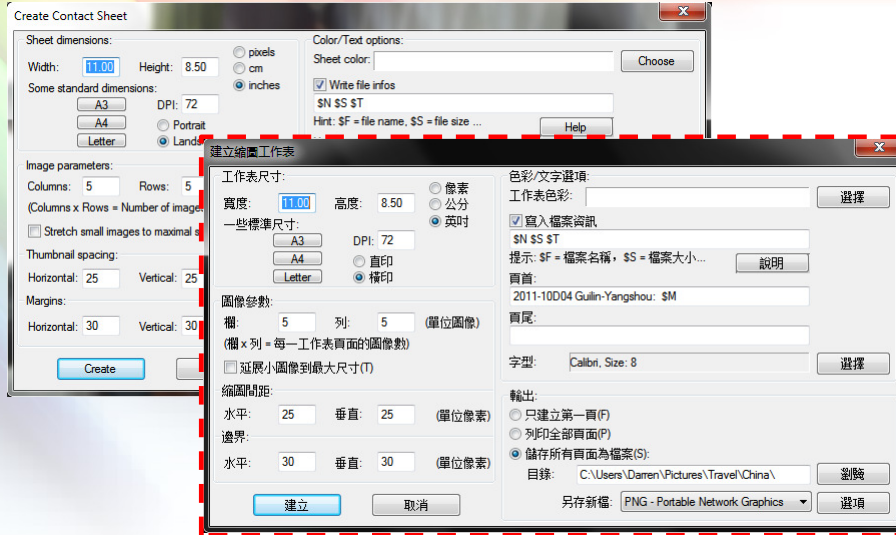 Create Contact Sheet
Sheet dimensions:
Width: 11.00 Height: 8.50
pixels
cm
inches
Some standard dimensions:
A3
A4
Letter
DPI: 72
Portrait
Color/Text options:
Sheet color:
Choose
Write file infos
$N $S $T
Hint: $F = file name, $S = file size ...
Help
Image parameters:
Columns: 5 Rows: 5
(Columns x Rows = Number of
Stretch small images to maximal
Thumbnail spacing:
Horizontal: 25 Vertical: 25
Margins:
Horizontal: 30 Vertical: 30
Create
建立縮圖工作表
工作表尺寸:
寬度: 11.00 高度: 8.50
像素
公分
英吋
一些標準尺寸:
A3
A4
Letter
DPI: 72
直印
橫印
圖像參數:
欄: 5 列: 5 (單位圖像)
(欄 x 列 = 每一工作表頁面的圖像數)
延展小圖像到最大尺寸(T)
縮圖間距:
水平: 25 垂直: 25 (單位像素)
邊界:
水平: 30 垂直: 30 (單位像素)
建立 取消
色彩/文字選項:
工作表色彩: 選擇
寫入檔案資訊
$N $S $T
提示: $F = 檔案名稱，$S = 檔案大小...
說明
頁首:
2011-10D04 Guilin-Yangshou: $M
頁尾:
字型: Calibri, Size: 8 選擇
輸出:
只建立第一頁(F)
列印全部頁面(P)
儲存所有頁面為檔案(S):
目錄: C:\Users\Darren\Pictures\Travel\China\ 瀏覽
另存新檔: PNG - Portable Network Graphics 選項